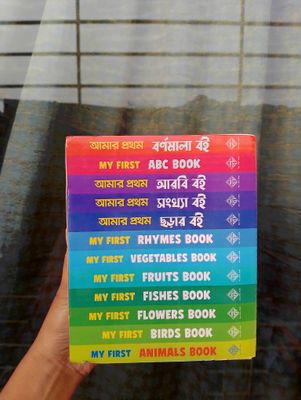 আমার প্রথম বর্ণমালা বই
MY FIRST ABC BOOK
আমার প্রথম আরবি বই
আমার প্রথম সংখ্যা বই
আমার প্রথম ছড়ার বই
MY FIRST RHYMES BOOK
MY FIRST VEGETABLES BOOK
MY FIRST FRUITS BOOK
MY FIRST FISHES BOOK
MY FIRST FLOWERS BOOK
MY FIRST BIRDS BOOK
MY FIRST ANIMALS BOOK